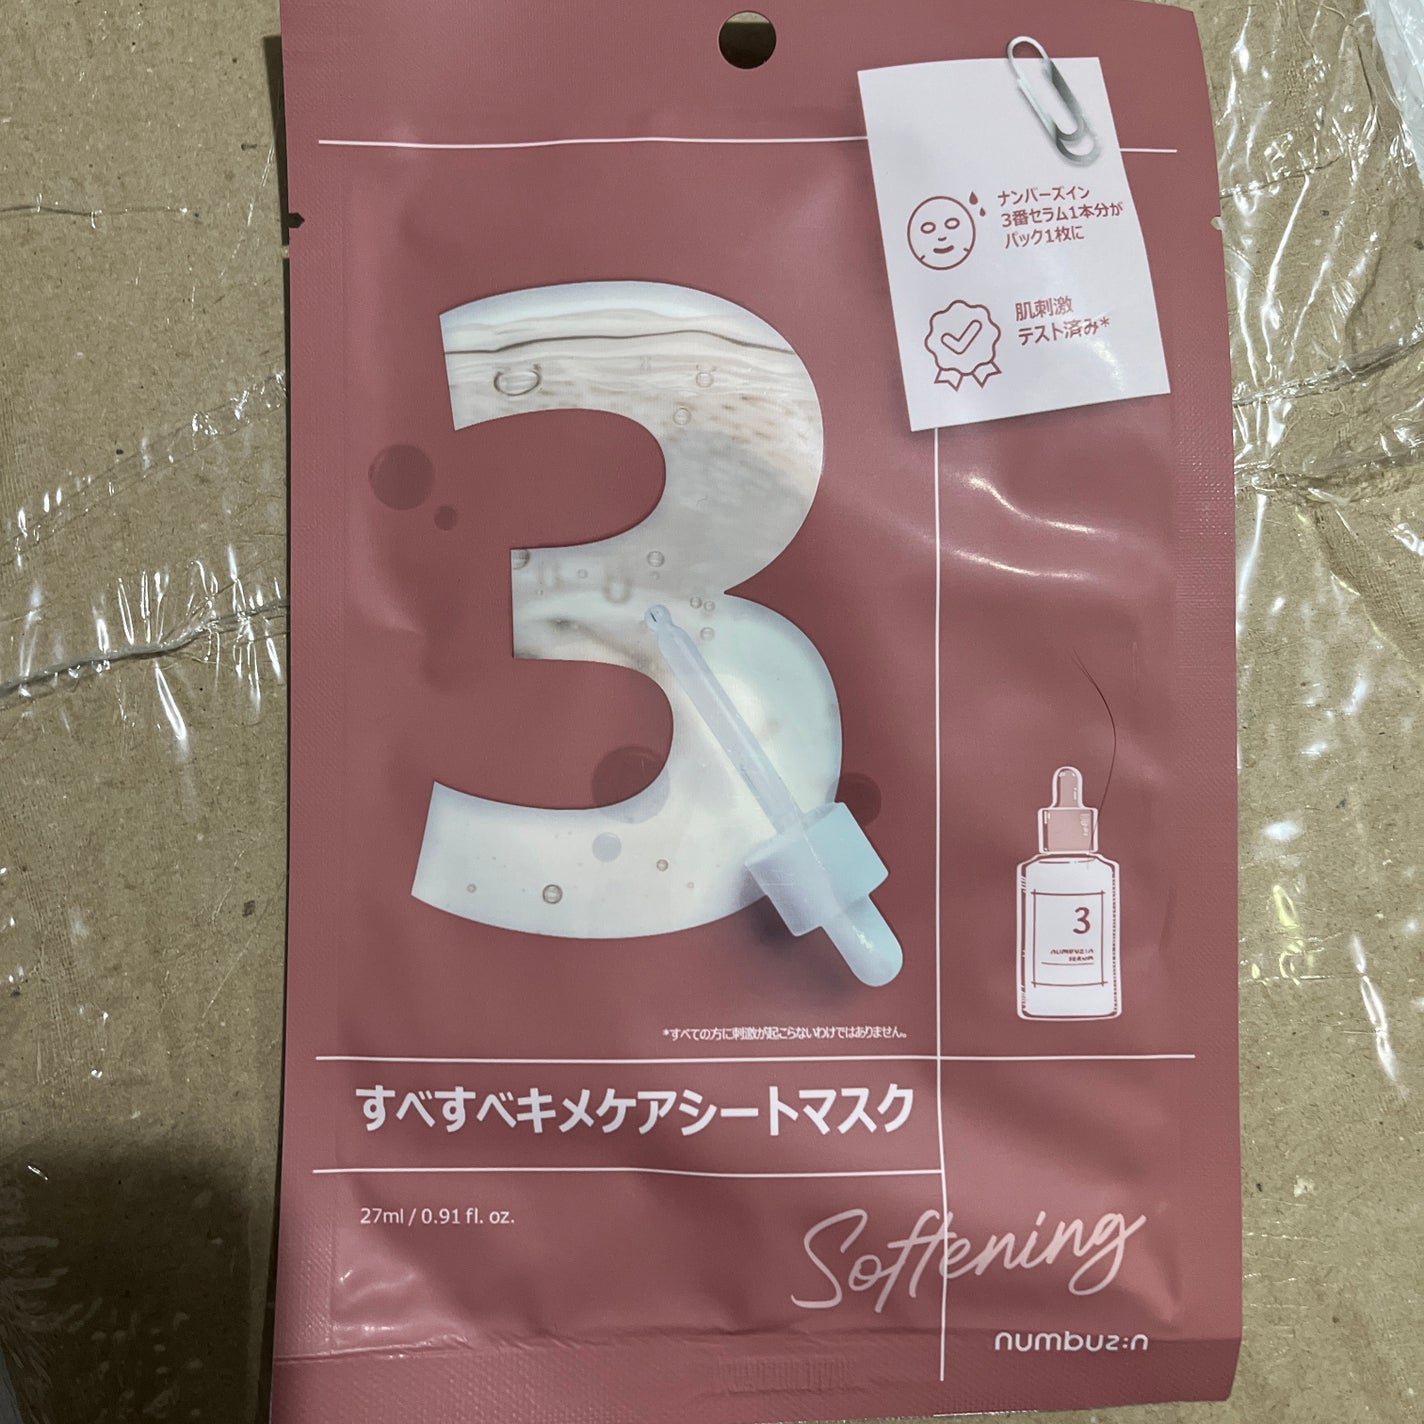 ナンバーズイン
3番セラム1本分が
パック1枚に
肌刺激
テスト済み*
3
3
numbuz:n
SERUM
*すべての方に刺激が起こらないわけではありません。
すべすべキメケアシートマスク
27ml / 0.91 fl. oz.
Softening
numbuz:n